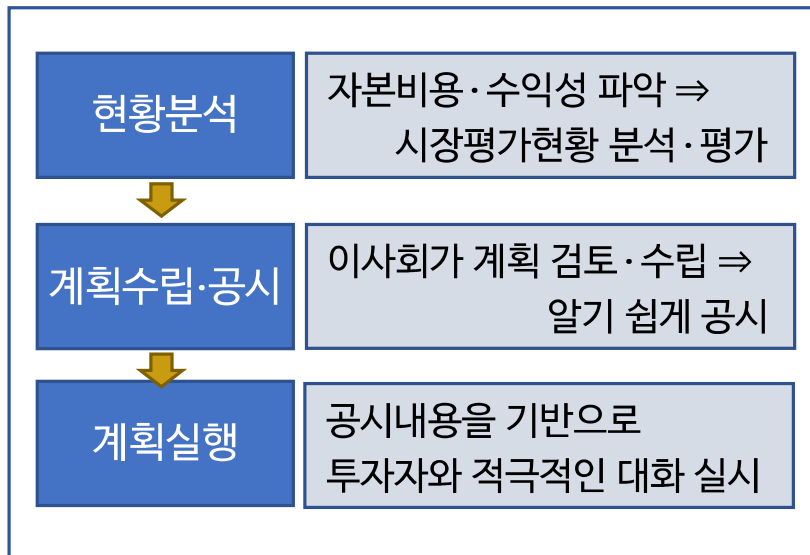 현황분석
자본비용·수익성 파악 ⇒
시장평가현황 분석·평가
계획수립·공시
이사회가 계획 검토·수립 ⇒
알기 쉽게 공시
계획실행
공시내용을 기반으로
투자자와 적극적인 대화 실시